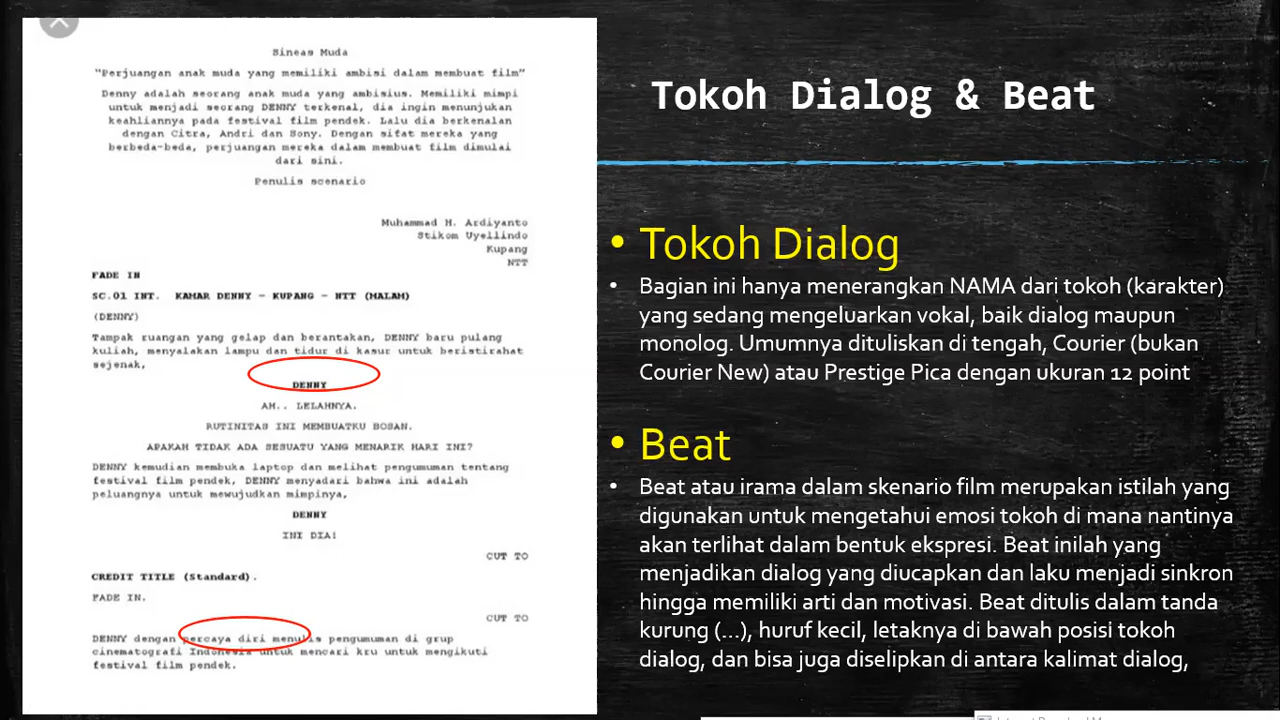 Sineas Muda
"Perjuangan anak muda yang memiliki ambisi dalam membuat film"
Denny adalah seorang anak muda yang ambisius. Memiliki mimpi
untuk menjadi seorang DENNY terkenal, dia ingin menunjukan
keahliannya pada festival film pendek. Lalu dia berkenalan
dengan Citra, Andri dan Sony. Dengan sifat mereka yang
berbeda-beda, perjuangan mereka dalam membuat film dimulai
dari sini.
Penulis scenario
Muhammad H. Ardiyanto
Stikom Uyellindo
Kupang
NTT
FADE IN
SC.01 INT. KAMAR DENNY - KUPANG - NTT (MALAM)
(DENNY)
Tampak ruangan yang gelap dan berantakan, DENNY baru pulang
kuliah, menyalakan lampu dan tidur di kasur untuk beristirahat
sejenak,
DENNY
AH.. LELAHNYA.
RUTINITAS INI MEMBUATKU BOSAN.
APAKAH TIDAK ADA SESUATU YANG MENARIK HARI INI?
DENNY kemudian membuka laptop dan melihat pengumuman tentang
festival film pendek, DENNY menyadari bahwa ini adalah
peluangnya untuk mewujudkan mimpinya,
DENNY
INI DIA!
CUT TO
CREDIT TITLE (Standard).
FADE IN.
CUT TO
DENNY dengan percaya diri menulis pengumuman di grup
cinematografi Indonesia untuk mencari kru untuk mengikuti
festival film pendek.
Tokoh Dialog & Beat
• Tokoh Dialog
• Bagian ini hanya menerangkan NAMA dari tokoh (karakter)
yang sedang mengeluarkan vokal, baik dialog maupun
monolog. Umumnya dituliskan di tengah, Courier (bukan
Courier New) atau Prestige Pica dengan ukuran 12 point
• Beat
• Beat atau irama dalam skenario film merupakan istilah yang
digunakan untuk mengetahui emosi tokoh di mana nantinya
akan terlihat dalam bentuk ekspresi. Beat inilah yang
menjadikan dialog yang diucapkan dan laku menjadi sinkron
hingga memiliki arti dan motivasi. Beat ditulis dalam tanda
kurung (...), huruf kecil, letaknya di bawah posisi tokoh
dialog, dan bisa juga diselipkan di antara kalimat dialog,